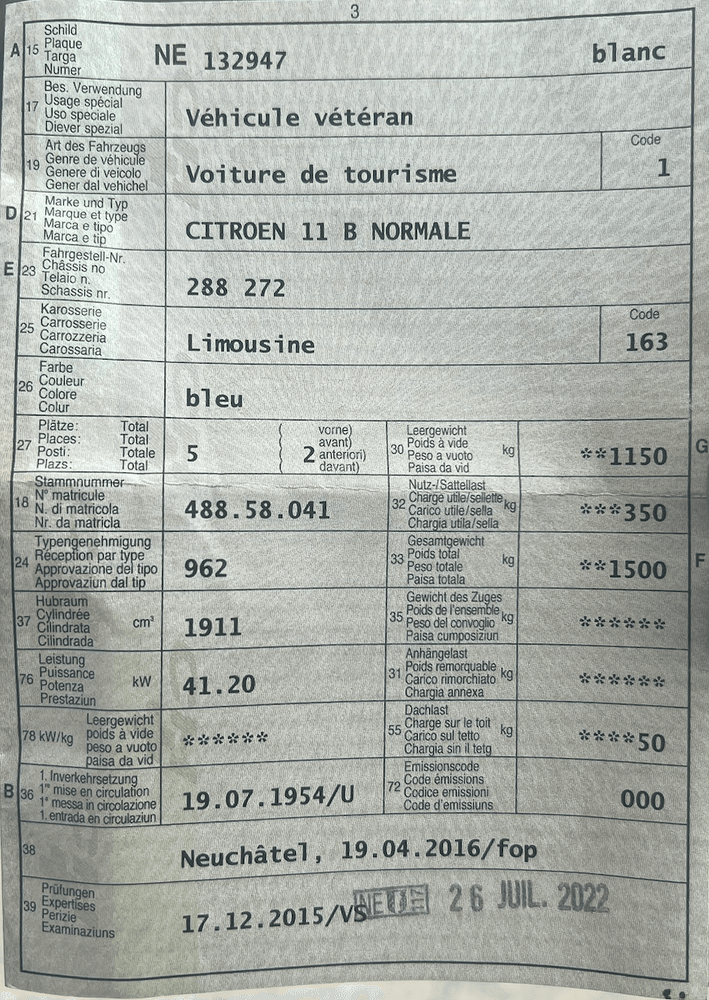 3
A 15 Schild
Plaque
Targa
Numer
NE 132947 blanc
17 Bes. Verwendung
Usage spécial
Uso speciale
Diever spezial
Véhicule vétéran
19 Art des Fahrzeugs
Genre de véhicule
Genere di veicolo
Gener dal vehichel
Voiture de tourisme
Code
1
D 21 Marke und Typ
Marque et type
Marca e tipo
Marca e tip
CITROEN 11 B NORMALE
E 23 Fahrgestell-Nr.
Châssis no
Telaio n.
Schassis nr.
288 272
25 Karosserie
Carrosserie
Carrozzeria
Carossaria
Limousine
Code
163
26 Farbe
Couleur
Colore
Colur
bleu
27 Plätze: Total
Places: Total
Posti: Totale
Plazs: Total
5
( vorne)
avant)
2 anteriori)
( davant)
30 Leergewicht
Poids à vide
Peso a vuoto
Paisa da vid
kg
**1150
G
18 Stammnummer
N° matricule
N. di matricola
Nr. da matricla
488.58.041
32 Nutz-/Sattellast
Charge utile/sellette
Carico utile/sella
Chargia utila/sella
kg
***350
24 Typengenehmigung
Réception par type
Approvazione del tipo
Approvaziun dal tip
962
33 Gesamtgewicht
Poids total
Peso totale
Paisa totala
kg
**1500
F
37 Hubraum
Cylindrée
Cilindrata
Cilindrada
cm³
1911
35 Gewicht des Zuges
Poids de l'ensemble
Peso del convoglio
Paisa cumposiziun
kg
******
76 Leistung
Puissance
Potenza
Prestaziun
kW
41.20
31 Anhängelast
Poids remorquable
Carico rimorchiato
Chargia annexa
kg
******
78 kW/kg Leergewicht
poids à vide
peso a vuoto
paisa da vid
******
55 Dachlast
Charge sur le toit
Carico sul tetto
Chargia sin il tetg
kg
****50
B 36 1. Inverkehrsetzung
1re mise en circulation
1a messa in circolazione
1. entrada en circulaziun
19.07.1954/U
72 Emissionscode
Code émissions
Codice emissioni
Code d'emissiuns
000
38
Neuchâtel, 19.04.2016/fop
39 Prüfungen
Expertises
Perizie
Examinaziuns
17.12.2015/VS
26 JUIL. 2022